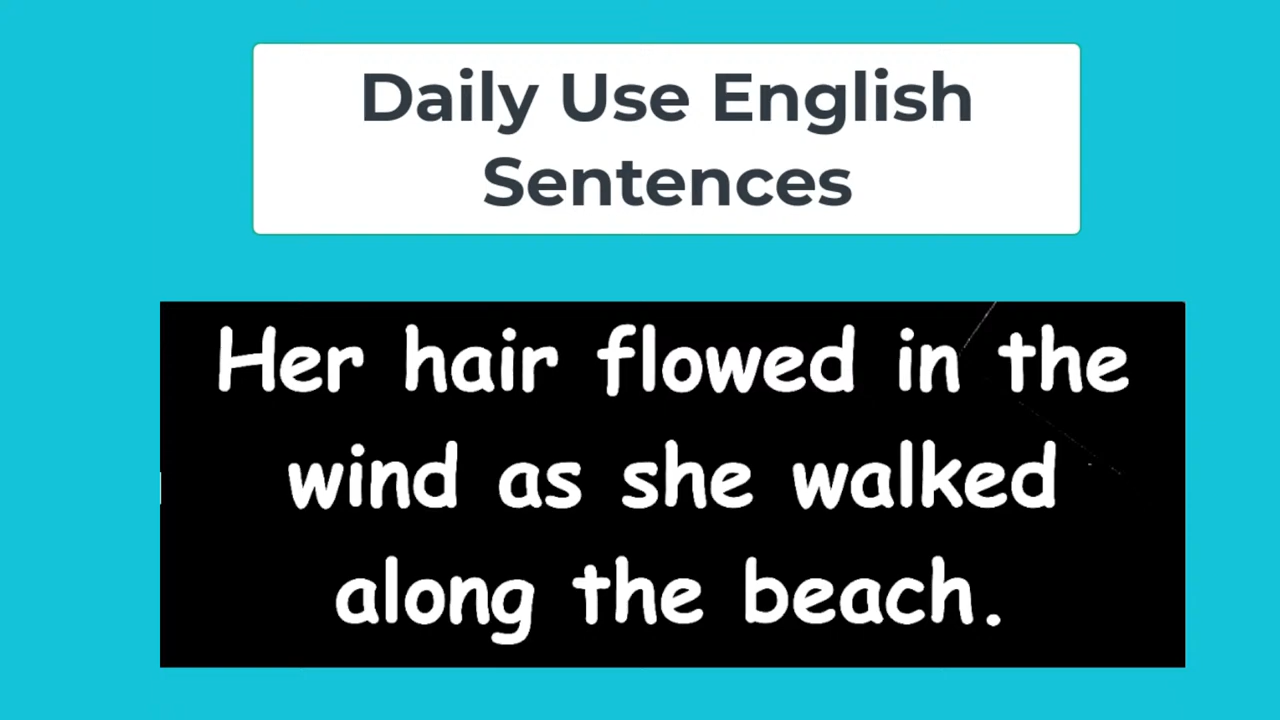 Daily Use English
Sentences
Her hair flowed in the
wind as she walked
along the beach.